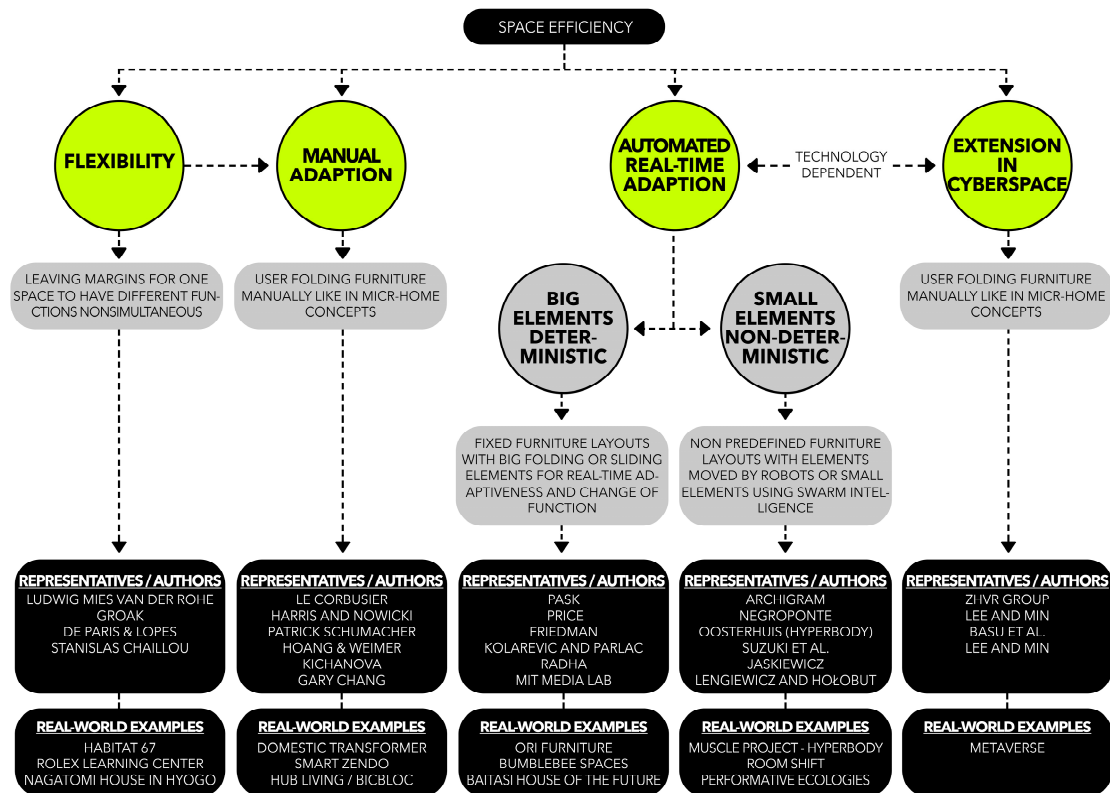 SPACE EFFICIENCY
FLEXIBILITY
MANUAL
ADAPTION
AUTOMATED
REAL-TIME
ADAPTION
TECHNOLOGY
DEPENDENT
EXTENSION
IN
CYBERSPACE
LEAVING MARGINS FOR ONE
SPACE TO HAVE DIFFERENT FUN-
CTIONS NONSIMULTANEOUS
USER FOLDING FURNITURE
MANUALLY LIKE IN MICR-HOME
CONCEPTS
BIG
ELEMENTS
DETER-
MINISTIC
SMALL
ELEMENTS
NON-DETER-
MINISTIC
USER FOLDING FURNITURE
MANUALLY LIKE IN MICR-HOME
CONCEPTS
FIXED FURNITURE LAYOUTS
WITH BIG FOLDING OR SLIDING
ELEMENTS FOR REAL-TIME AD-
APTIVENESS AND CHANGE OF
FUNCTION
NON PREDEFINED FURNITURE
LAYOUTS WITH ELEMENTS
MOVED BY ROBOTS OR SMALL
ELEMENTS USING SWARM INTEL-
LIGENCE
REPRESENTATIVES / AUTHORS
LUDWIG MIES VAN DER ROHE
GROAK
DE PARIS & LOPES
STANISLAS CHAILLOU
REPRESENTATIVES / AUTHORS
LE CORBUSIER
HARRIS AND NOWICKI
PATRICK SCHUMACHER
HOANG & WEIMER
KICHANOVA
GARY CHANG
REPRESENTATIVES / AUTHORS
PASK
PRICE
FRIEDMAN
KOLAREVIC AND PARLAC
RADHA
MIT MEDIA LAB
REPRESENTATIVES / AUTHORS
ARCHIGRAM
NEGROPONTE
OOSTERHUIS (HYPERBODY)
SUZUKI ET AL.
JASKIEWICZ
LENGIEWICZ AND HOŁOBUT
REPRESENTATIVES / AUTHORS
ZHVR GROUP
LEE AND MIN
BASU ET AL.
LEE AND MIN
REAL-WORLD EXAMPLES
HABITAT 67
ROLEX LEARNING CENTER
NAGATOMI HOUSE IN HYOGO
REAL-WORLD EXAMPLES
DOMESTIC TRANSFORMER
SMART ZENDO
HUB LIVING / BICBLOC
REAL-WORLD EXAMPLES
ORI FURNITURE
BUMBLEBEE SPACES
BAITASI HOUSE OF THE FUTURE
REAL-WORLD EXAMPLES
MUSCLE PROJECT - HYPERBODY
ROOM SHIFT
PERFORMATIVE ECOLOGIES
REAL-WORLD EXAMPLES
METAVERSE